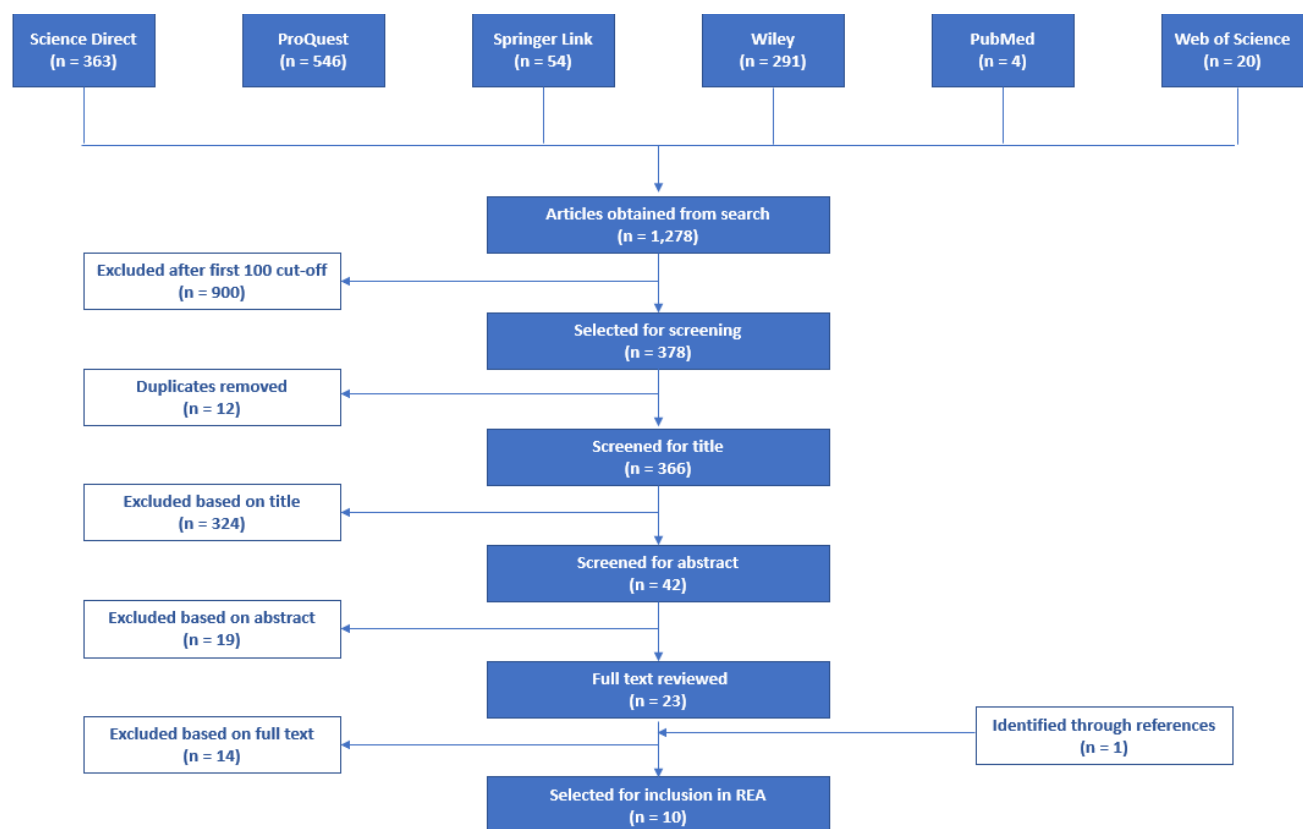 Science Direct
(n = 363)
ProQuest
(n = 546)
Springer Link
(n = 54)
Wiley
(n = 291)
PubMed
(n = 4)
Web of Science
(n = 20)
Articles obtained from search
(n = 1,278)
Excluded after first 100 cut-off
(n = 900)
Selected for screening
(n = 378)
Duplicates removed
(n = 12)
Screened for title
(n = 366)
Excluded based on title
(n = 324)
Screened for abstract
(n = 42)
Excluded based on abstract
(n = 19)
Full text reviewed
(n = 23)
Identified through references
(n = 1)
Excluded based on full text
(n = 14)
Selected for inclusion in REA
(n = 10)